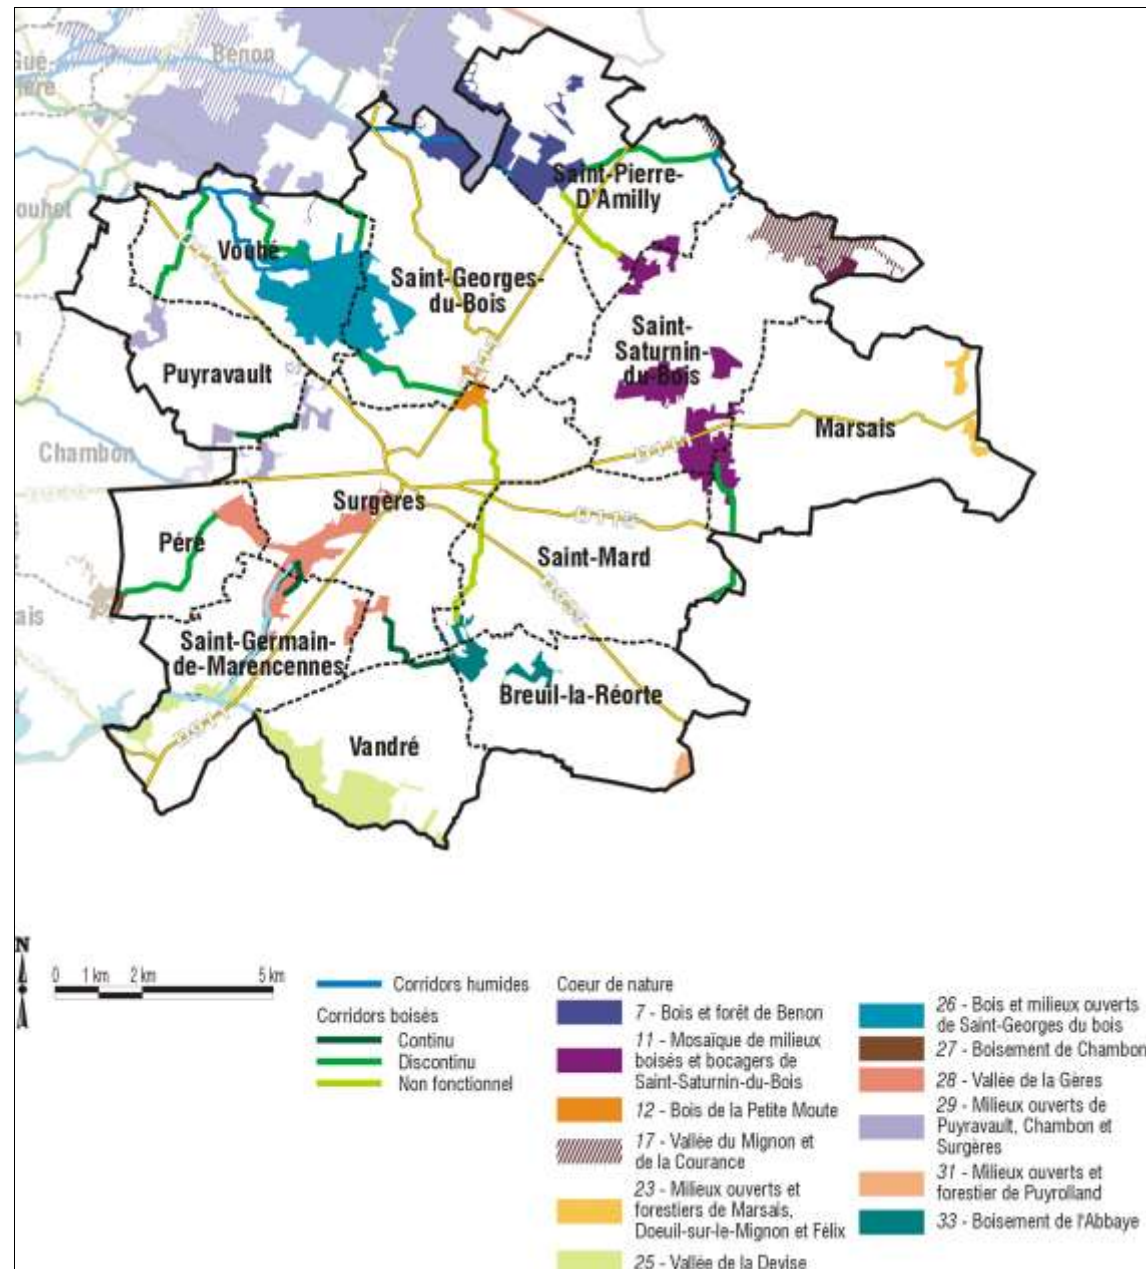 Benon
Saint-Pierre-
D'Amilly
Vouhé
Saint-Georges-
du-Bois
Saint-
Saturnin-
du-Bois
Puyravault
Marsais
Chambon
Surgères
D115
Péré
Saint-Mard
Saint-Germain-
de-Marencennes
Breuil-la-Réorte
D911
Vandré
N
0 1 km 2 km 5 km
Corridors humides
Corridors boisés
Continu
Discontinu
Non fonctionnel
Coeur de nature
7 - Bois et forêt de Benon
11 - Mosaïque de milieux
boisés et bocagers de
Saint-Saturnin-du-Bois
12 - Bois de la Petite Moute
17 - Vallée du Mignon et
de la Courance
23 - Milieux ouverts et
forestiers de Marsais,
Doeuil-sur-le-Mignon et Félix
25 - Vallée de la Devise
26 - Bois et milieux ouverts
de Saint-Georges du bois
27 - Boisement de Chambon
28 - Vallée de la Gères
29 - Milieux ouverts de
Puyravault, Chambon et
Surgères
31 - Milieux ouverts et
forestier de Puyrolland
33 - Boisement de l'Abbaye